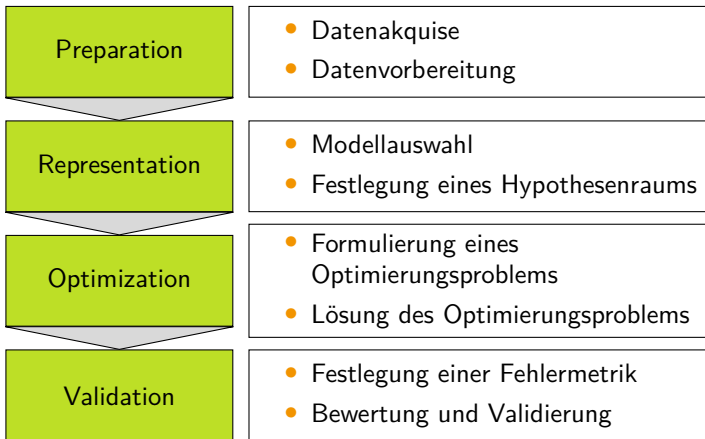 Preparation
• Datenakquise
• Datenvorbereitung
Representation
• Modellauswahl
• Festlegung eines Hypothesenraums
Optimization
• Formulierung eines
Optimierungsproblems
• Lösung des Optimierungsproblems
Validation
• Festlegung einer Fehlermetrik
• Bewertung und Validierung